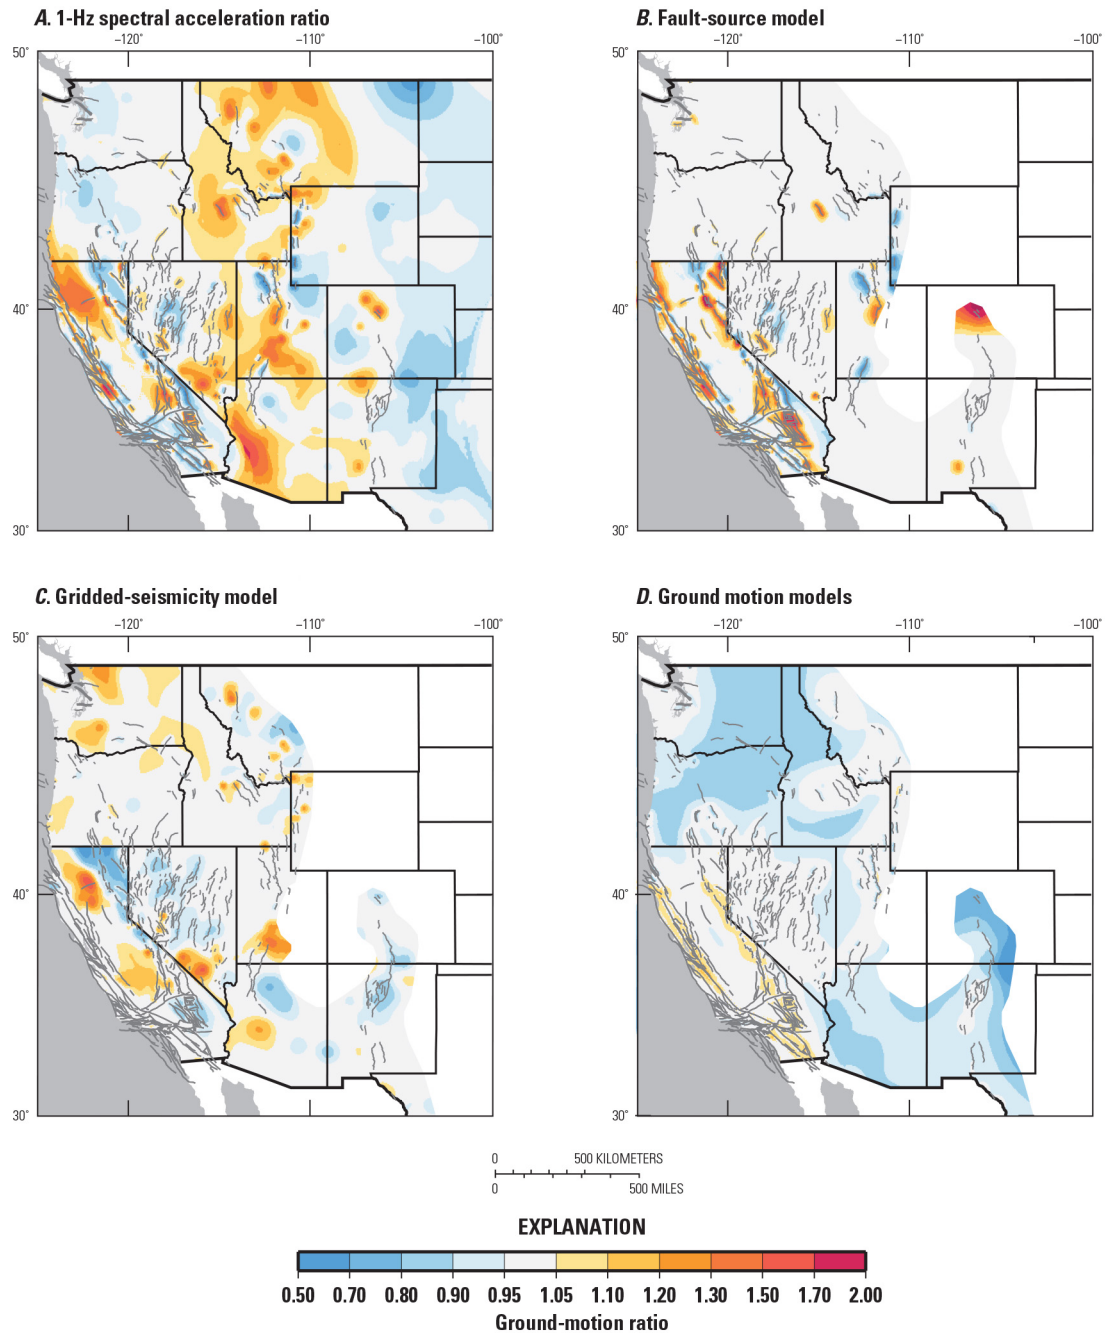 A. 1-Hz spectral acceleration ratio
−120° −110° −100°
50°
40°
30°
B. Fault-source model
−120° −110° −100°
50°
40°
30°
C. Gridded-seismicity model
−120° −110° −100°
50°
40°
30°
D. Ground motion models
−120° −110° −100°
50°
40°
30°
0 500 KILOMETERS
0 500 MILES
EXPLANATION
0.50 0.70 0.80 0.90 0.95 1.05 1.10 1.20 1.30 1.50 1.70 2.00
Ground-motion ratio